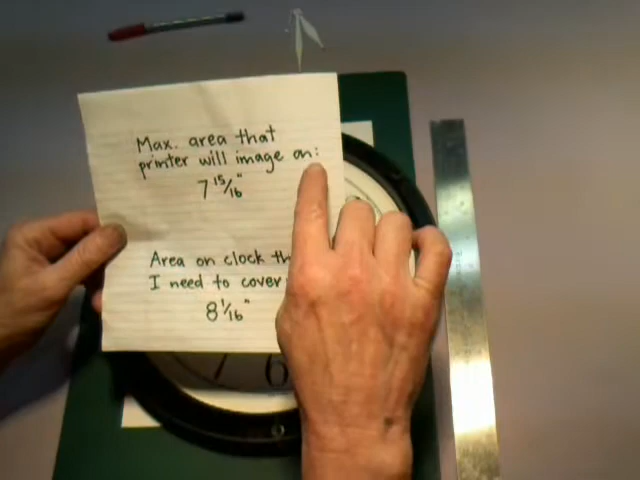 Max. area that
printer will image on:
7 15/16"
Area on clock
I need to cover
8 1/16"
6